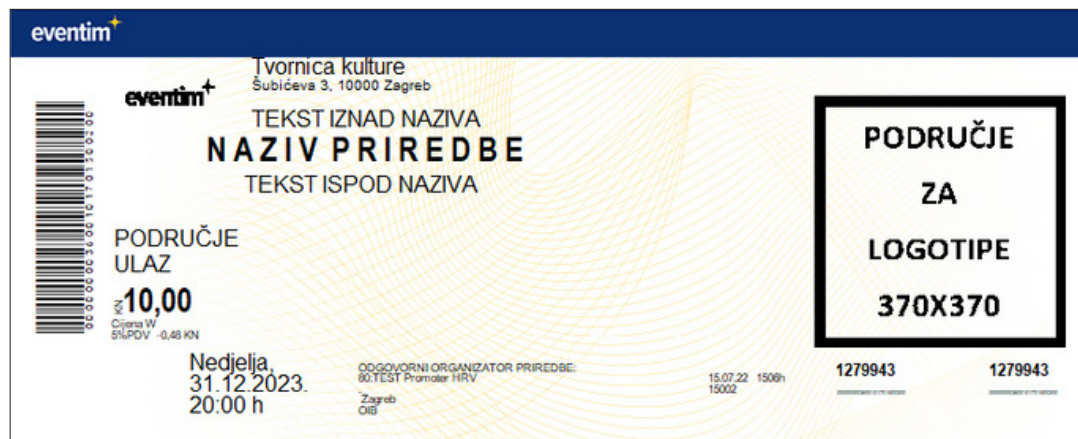 eventim
Tvornica kulture
Šubićeva 3, 10000 Zagreb
eventim
TEKST IZNAD NAZIVA
NAZIV PRIREDBE
TEKST ISPOD NAZIVA
PODRUČJE
ZA
LOGOTIPE
370X370
PODRUČJE
ULAZ
KN 10,00
Cijena W
5%PDV -0,48 KN
Nedjelja,
31.12.2023.
20:00 h
ODGOVORNI ORGANIZATOR PRIREDBE:
80:TEST Promoter HRV
Zagreb
OIB
15.07.22 1506h
15002
1279943
1279943